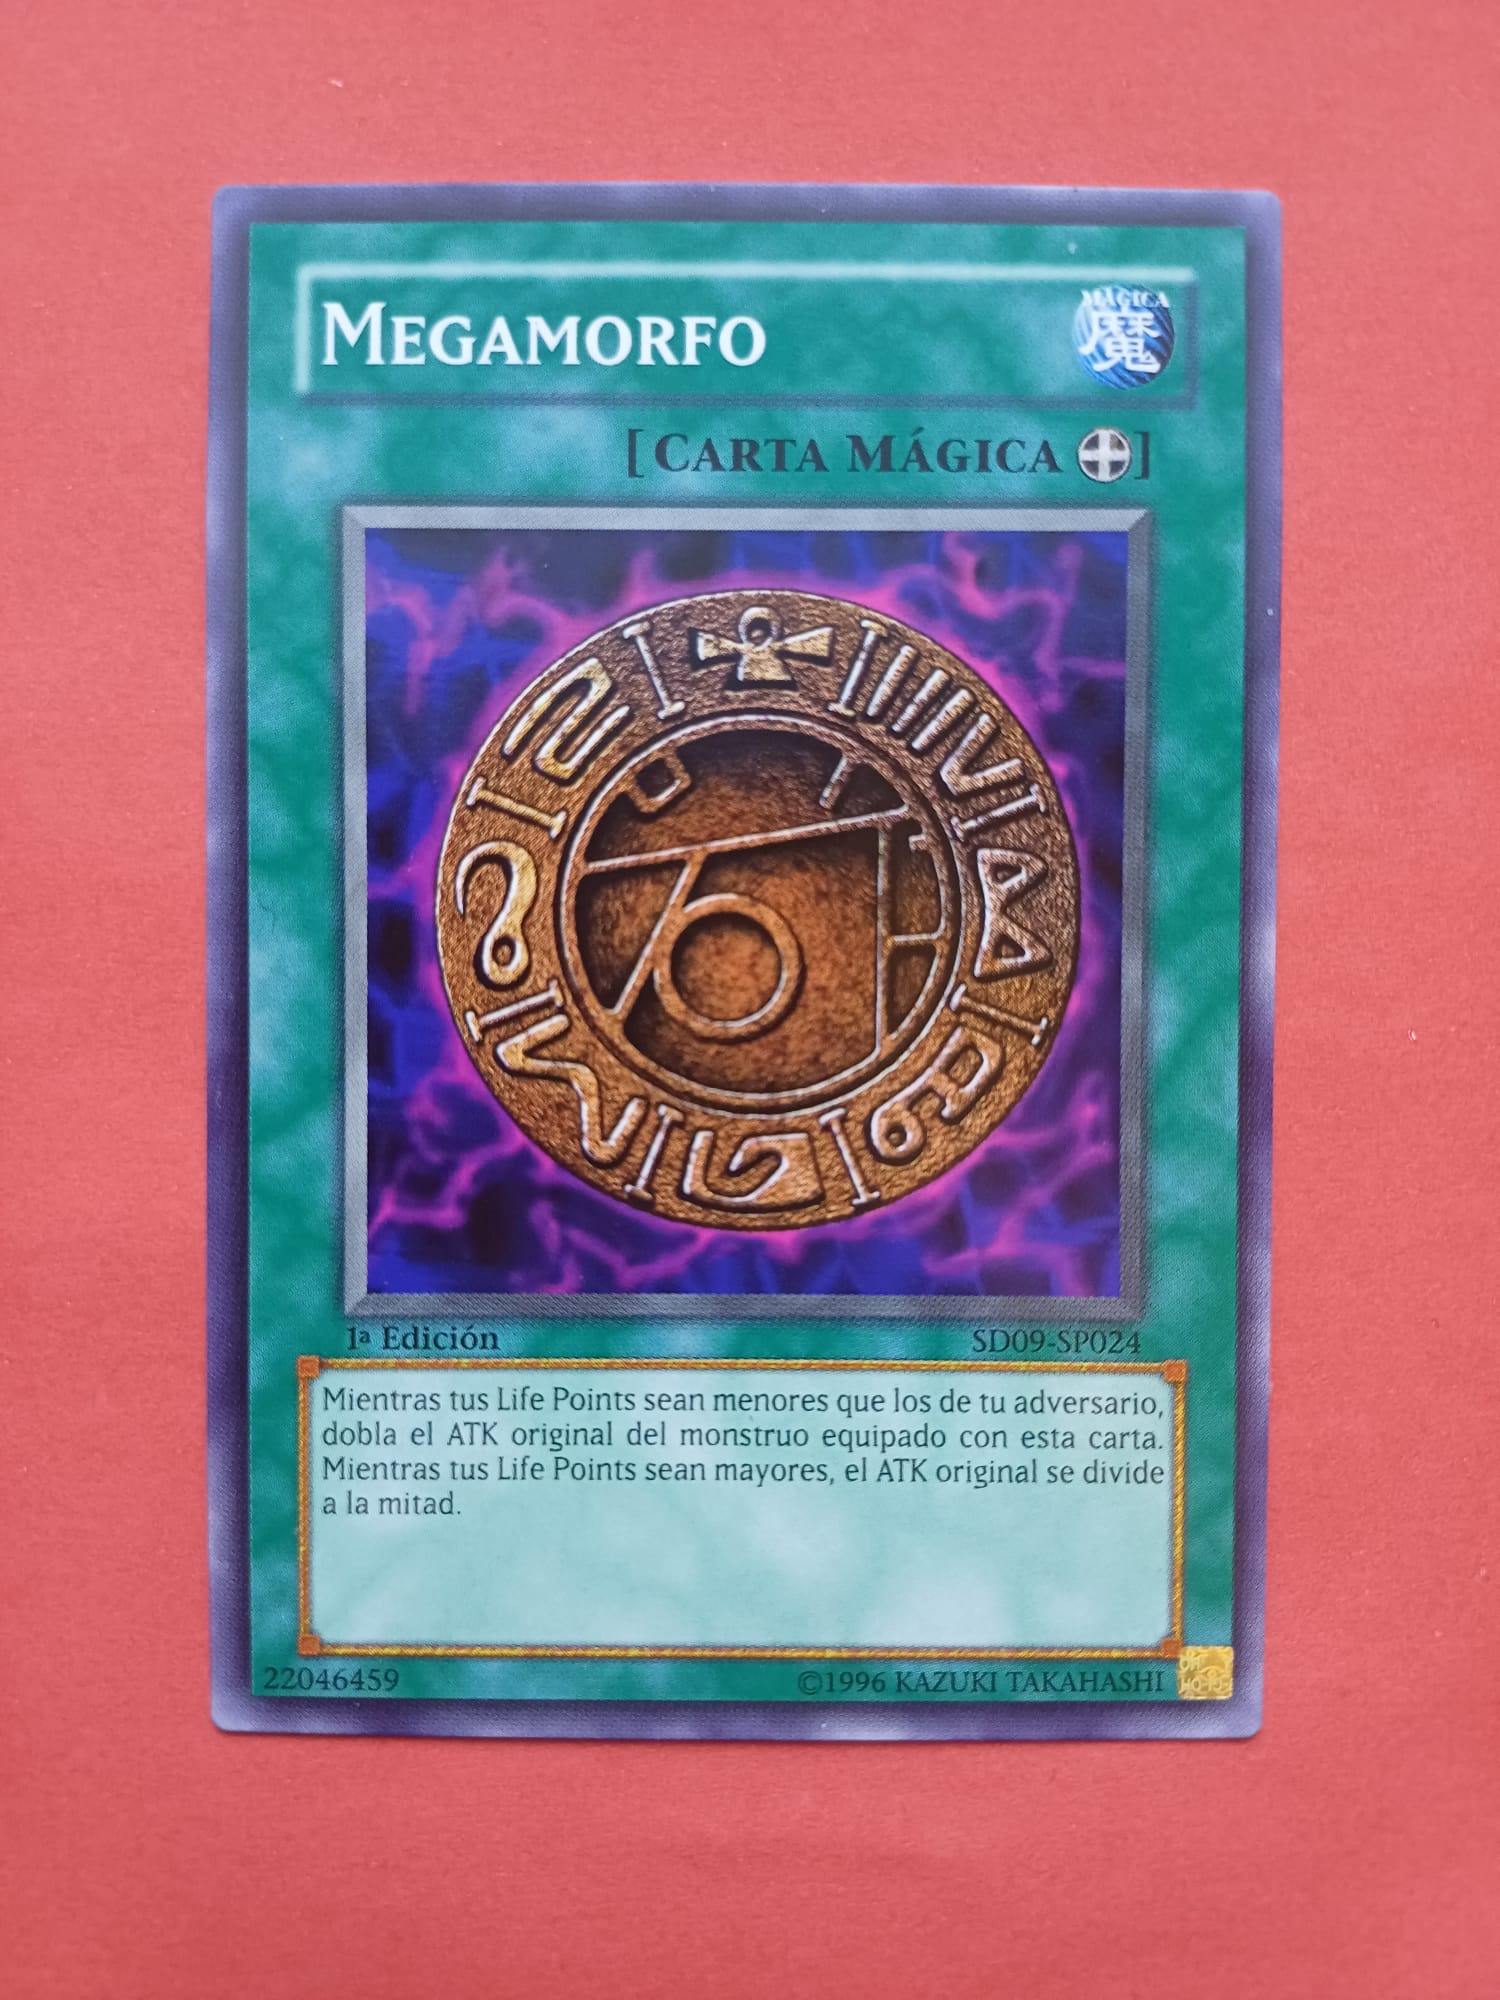 Megamorfo
MÁGICA
魔
[Carta Mágica]
1ª Edición
SD09-SP024
Mientras tus Life Points sean menores que los de tu adversario,
dobla el ATK original del monstruo equipado con esta carta.
Mientras tus Life Points sean mayores, el ATK original se divide
a la mitad.
22046459
©1996 KAZUKI TAKAHASHI